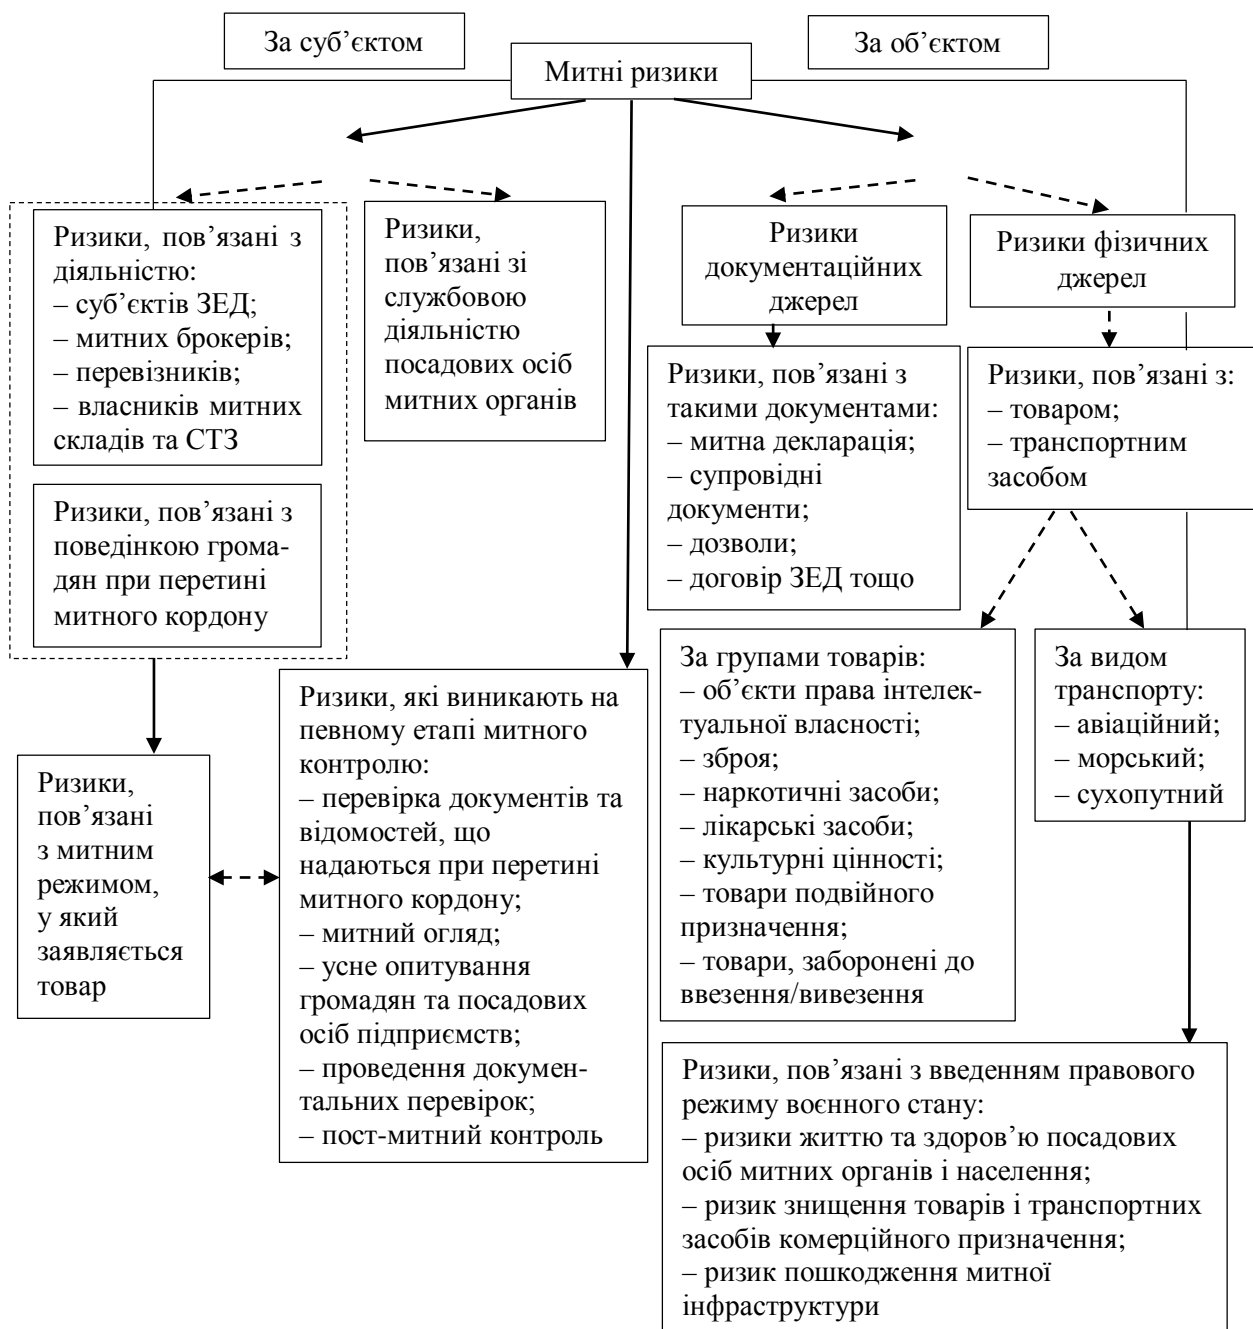 За суб’єктом
За об’єктом
Митні ризики
Ризики, пов’язані з
діяльністю:
– суб’єктів ЗЕД;
– митних брокерів;
– перевізників;
– власників митних
складів та СТЗ
Ризики,
пов’язані зі
службовою
діяльністю
посадових осіб
митних органів
Ризики
документаційних
джерел
Ризики фізичних
джерел
Ризики, пов’язані з
такими документами:
– митна декларація;
– супровідні
документи;
– дозволи;
– договір ЗЕД тощо
Ризики, пов’язані з:
– товаром;
– транспортним
засобом
Ризики, пов’язані з
поведінкою грома-
дян при перетині
митного кордону
За групами товарів:
– об’єкти права інтелек-
туальної власності;
– зброя;
– наркотичні засоби;
– лікарські засоби;
– культурні цінності;
– товари подвійного
призначення;
– товари, заборонені до
ввезення/вивезення
За видом
транспорту:
– авіаційний;
– морський;
– сухопутний
Ризики,
пов’язані
з митним
режимом,
у який
заявляється
товар
Ризики, які виникають на
певному етапі митного
контролю:
– перевірка документів та
відомостей, що
надаються при перетині
митного кордону;
– митний огляд;
– усне опитування
громадян та посадових
осіб підприємств;
– проведення докумен-
тальних перевірок;
– пост-митний контроль
Ризики, пов’язані з введенням правового
режиму воєнного стану:
– ризики життю та здоров’ю посадових
осіб митних органів і населення;
– ризик знищення товарів і транспортних
засобів комерційного призначення;
– ризик пошкодження митної
інфраструктури